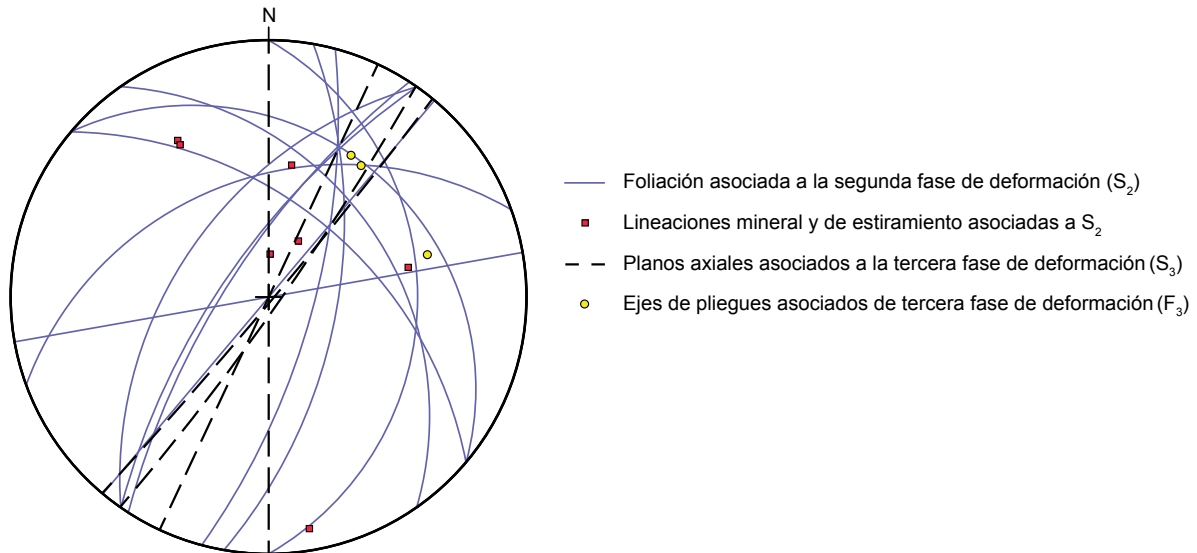 N
Foliación asociada a la segunda fase de deformación (S₂)
Lineaciones mineral y de estiramiento asociadas a S₂
Planos axiales asociados a la tercera fase de deformación (S₃)
Ejes de pliegues asociados de tercera fase de deformación (F₃)